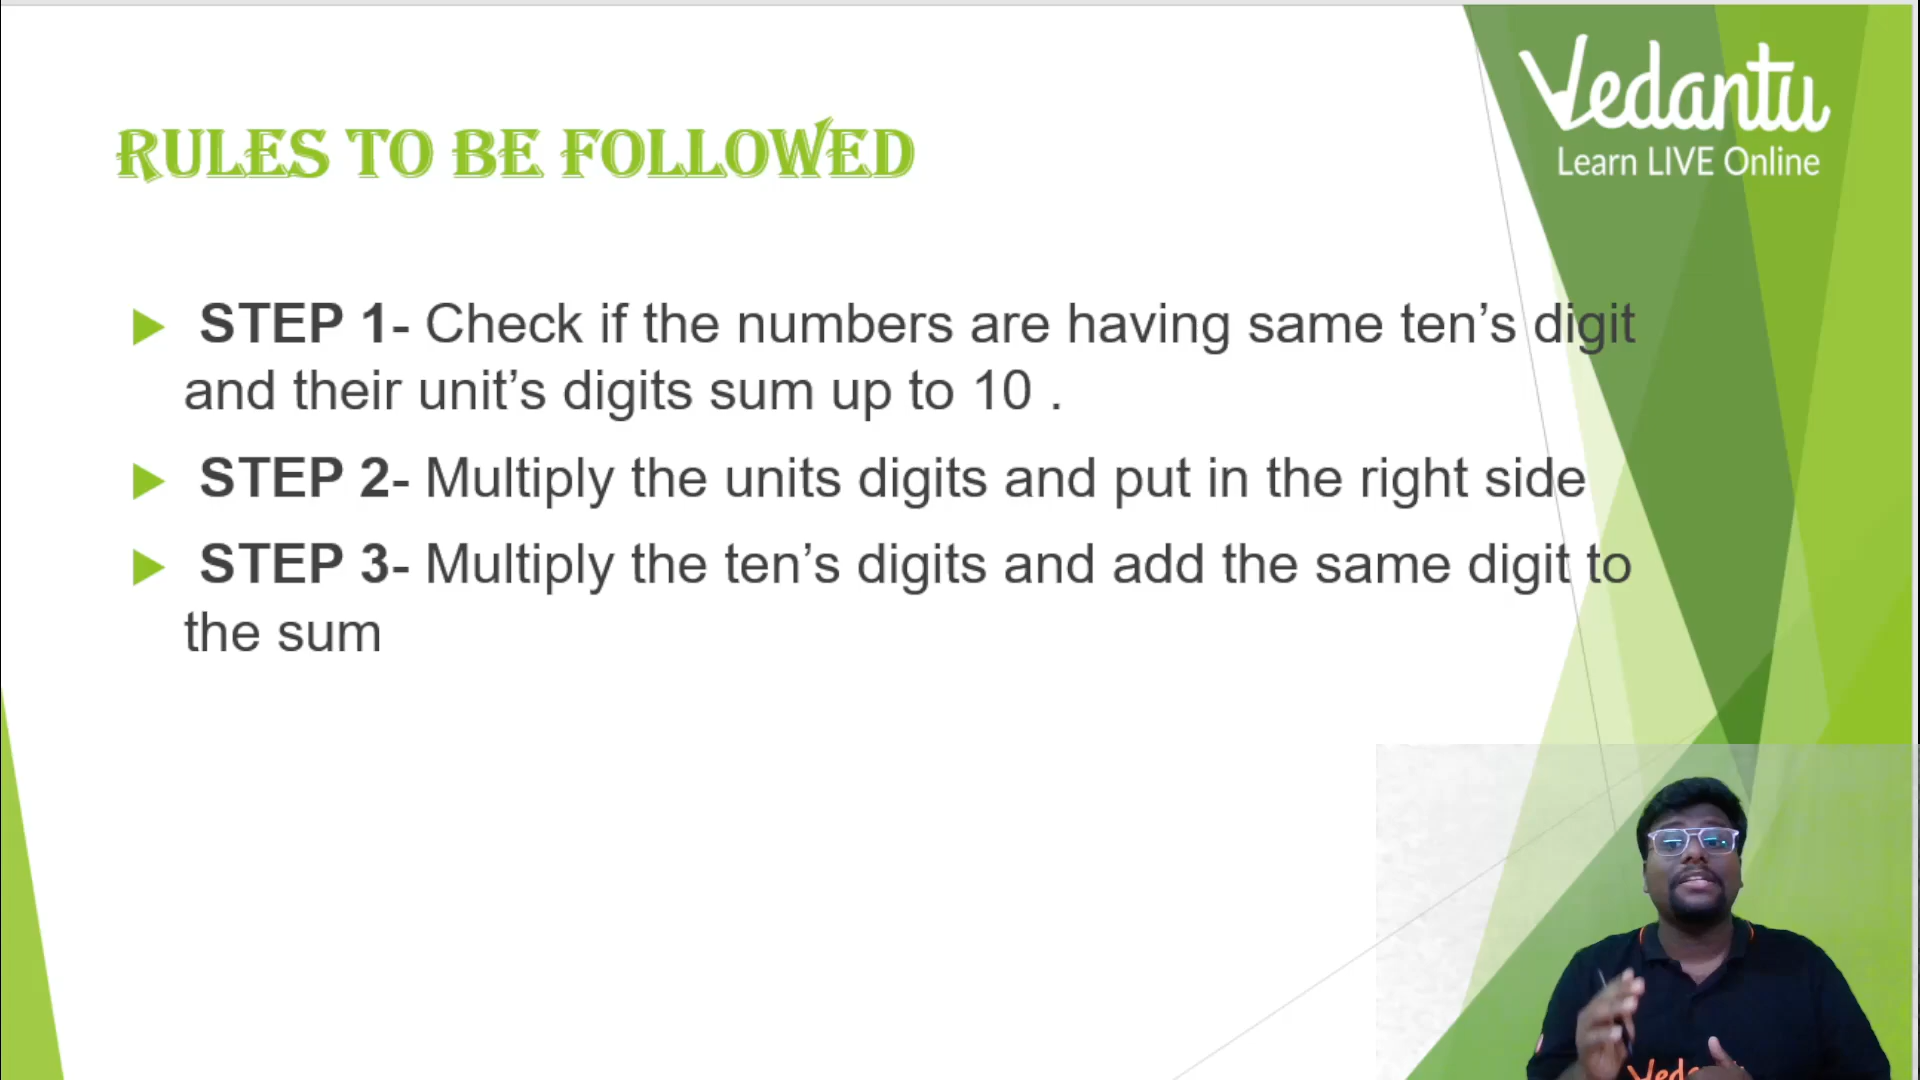 Vedantu
Learn LIVE Online
RULES TO BE FOLLOWED
STEP 1- Check if the numbers are having same ten’s digit
and their unit’s digits sum up to 10 .
STEP 2- Multiply the units digits and put in the right side
STEP 3- Multiply the ten’s digits and add the same digit to
the sum